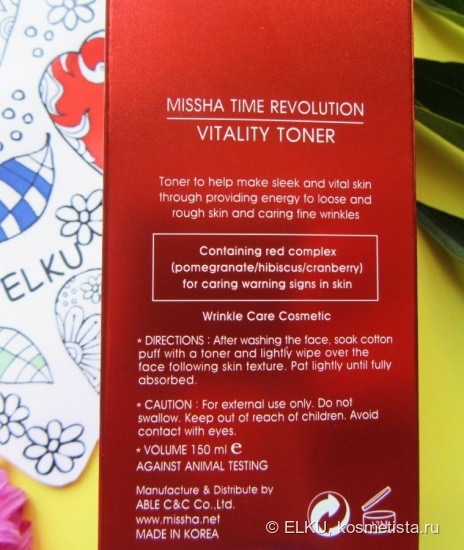 MISSHA TIME REVOLUTION
VITALITY TONER
Toner to help make sleek and vital skin
through providing energy to loose and
rough skin and caring fine wrinkles
Containing red complex
(pomegranate/hibiscus/cranberry)
for caring warning signs in skin
Wrinkle Care Cosmetic
* DIRECTIONS : After washing the face, soak cotton
puff with a toner and lightly wipe over the
face following skin texture. Pat lightly until fully
absorbed.
* CAUTION : For external use only. Do not
swallow. Keep out of reach of children. Avoid
contact with eyes.
* VOLUME 150 ml e
AGAINST ANIMAL TESTING
Manufacture & Distribute by
ABLE C&C Co.,Ltd.
www.missha.net
MADE IN KOREA
ELKU
© ELKU, kosmetista.ru